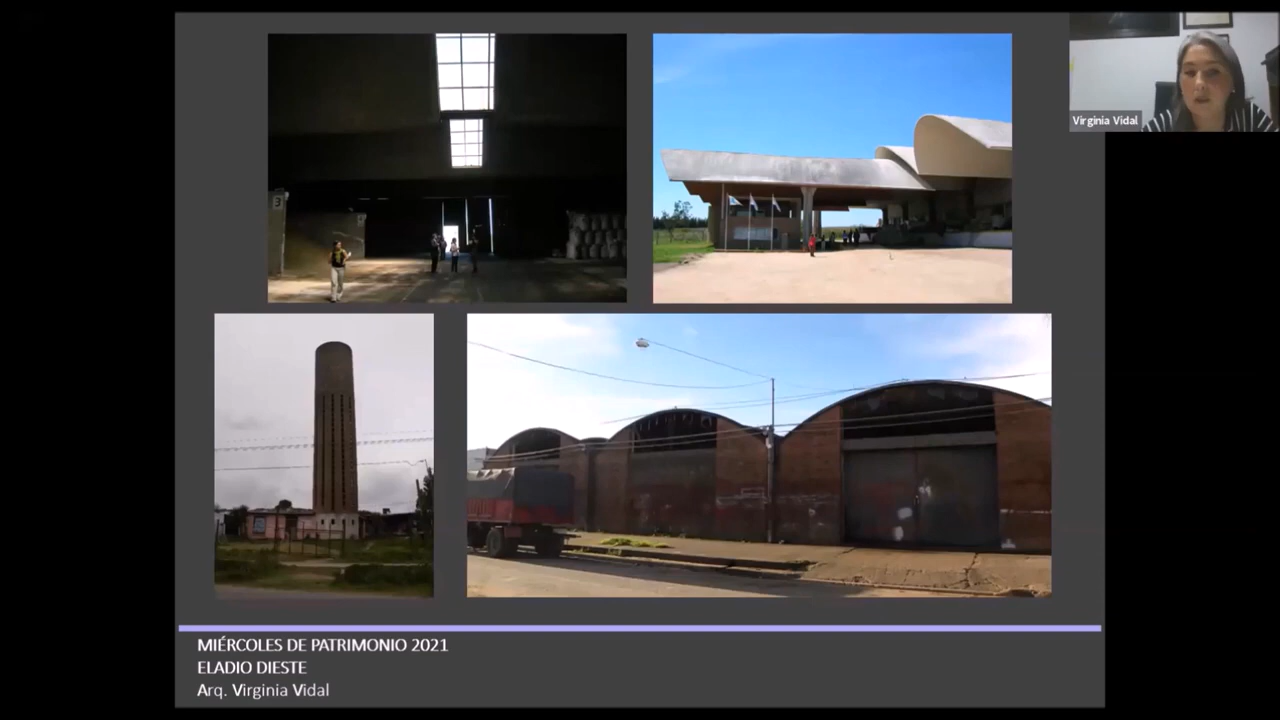 3
Virginia Vidal
MIÉRCOLES DE PATRIMONIO 2021
ELADIO DIESTE
Arq. Virginia Vidal